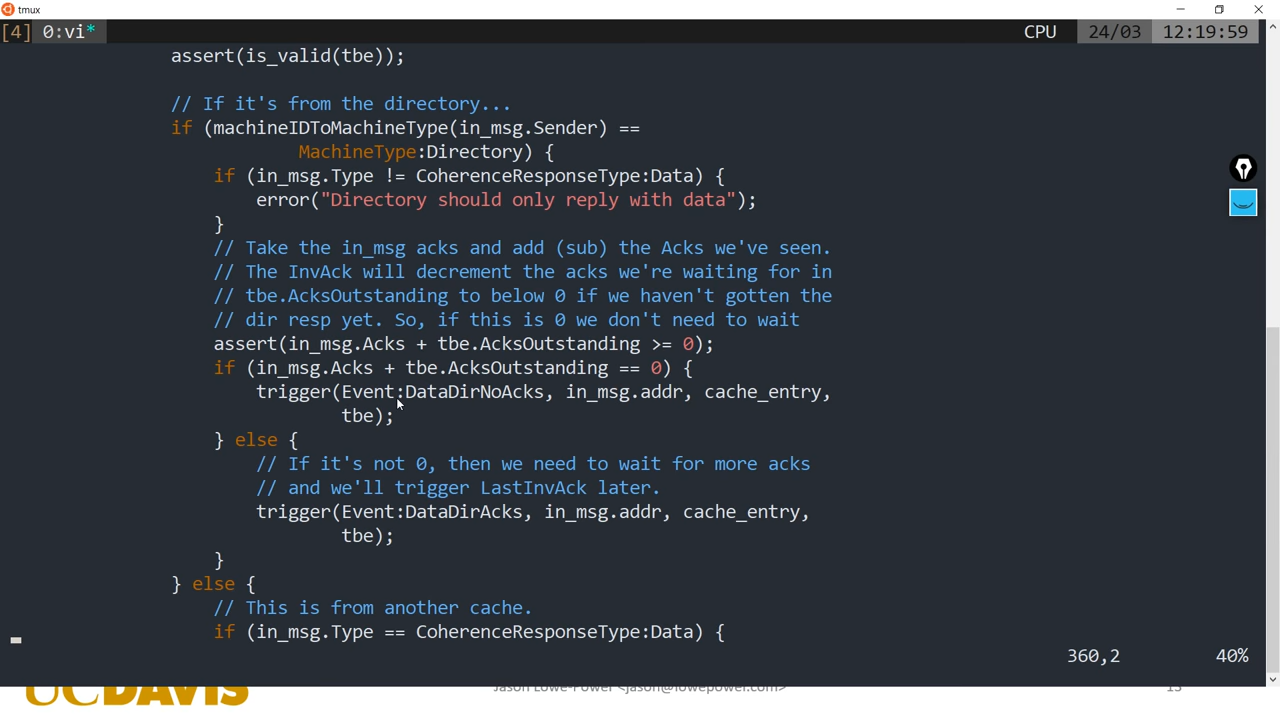 tmux
[4] 0:vi* CPU 24/03 12:19:59
assert(is_valid(tbe));
// If it's from the directory...
if (machineIDToMachineType(in_msg.Sender) ==
MachineType:Directory) {
if (in_msg.Type != CoherenceResponseType:Data) {
error("Directory should only reply with data");
}
// Take the in_msg acks and add (sub) the Acks we've seen.
// The InvAck will decrement the acks we're waiting for in
// tbe.AcksOutstanding to below 0 if we haven't gotten the
// dir resp yet. So, if this is 0 we don't need to wait
assert(in_msg.Acks + tbe.AcksOutstanding >= 0);
if (in_msg.Acks + tbe.AcksOutstanding == 0) {
trigger(Event:DataDirNoAcks, in_msg.addr, cache_entry,
tbe);
} else {
// If it's not 0, then we need to wait for more acks
// and we'll trigger LastInvAck later.
trigger(Event:DataDirAcks, in_msg.addr, cache_entry,
tbe);
}
} else {
// This is from another cache.
if (in_msg.Type == CoherenceResponseType:Data) {
360,2 40%
UCDAVIS Jason Lowe-Power <jason@lowepower.com>